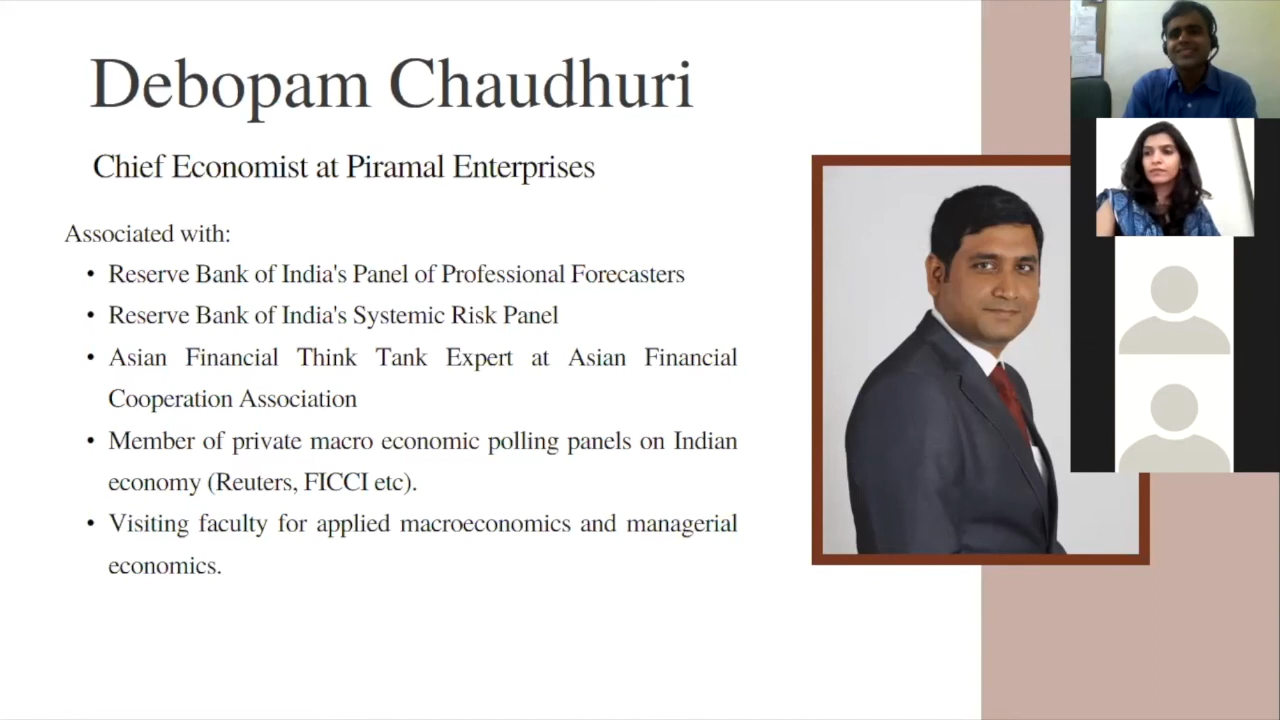 Debopam Chaudhuri
Chief Economist at Piramal Enterprises
Associated with:
• Reserve Bank of India's Panel of Professional Forecasters
• Reserve Bank of India's Systemic Risk Panel
• Asian Financial Think Tank Expert at Asian Financial
Cooperation Association
• Member of private macro economic polling panels on Indian
economy (Reuters, FICCI etc).
• Visiting faculty for applied macroeconomics and managerial
economics.